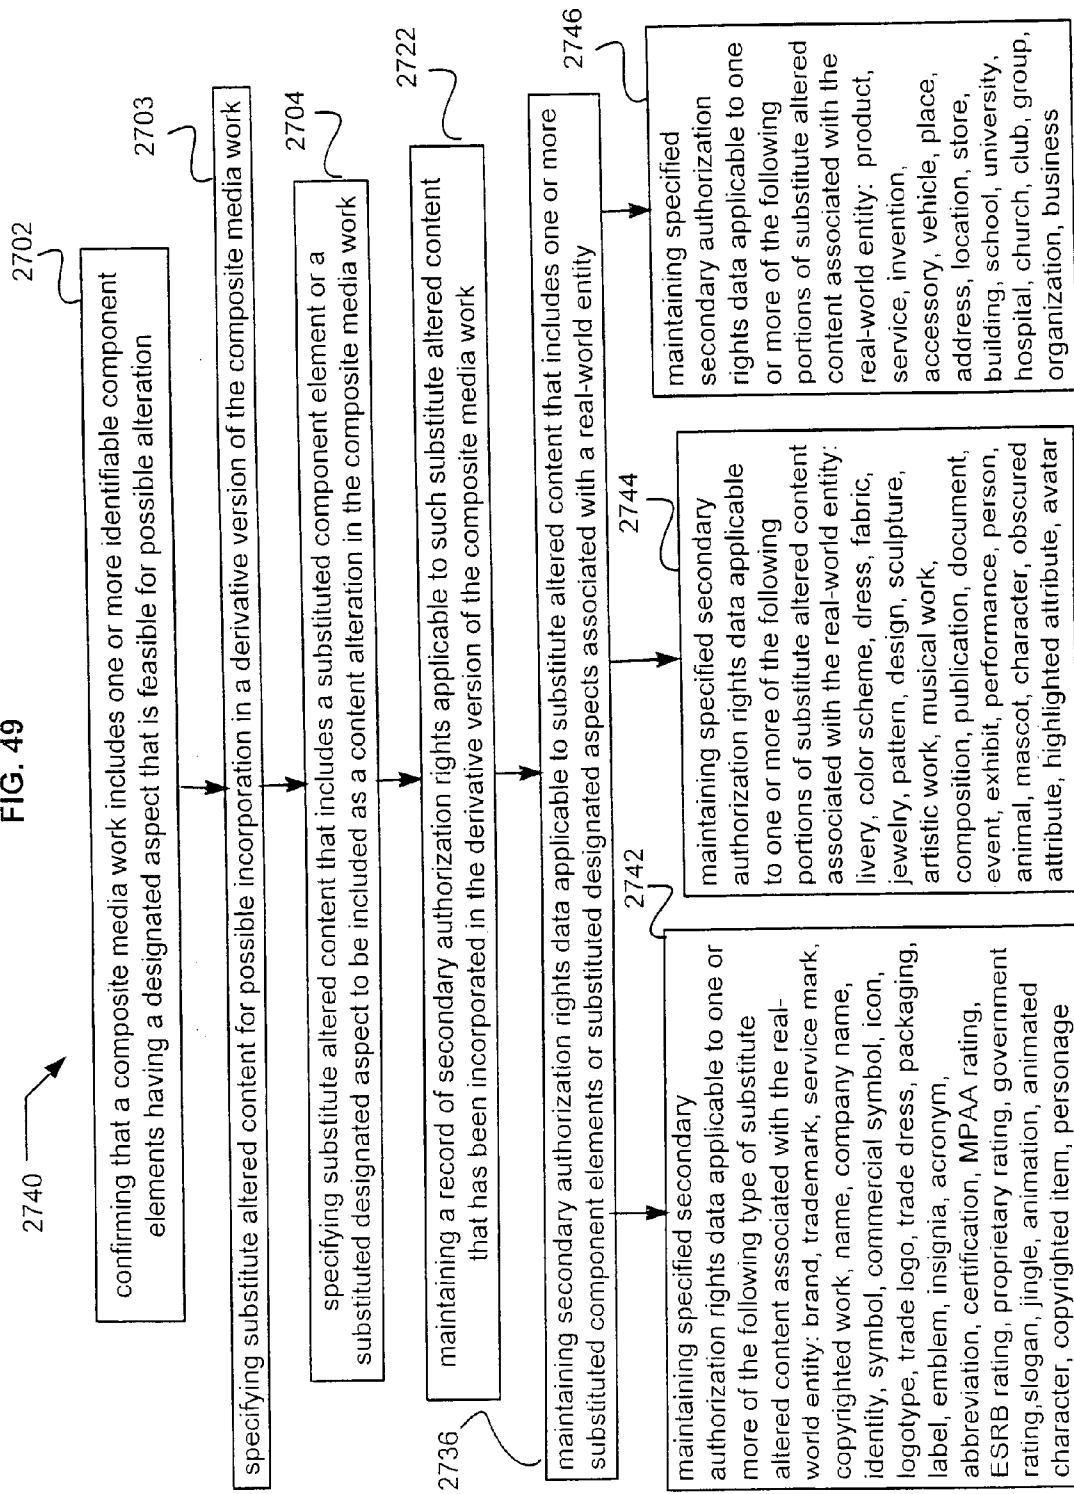 FIG. 49
2740
2702
confirming that a composite media work includes one or more identifiable component
elements having a designated aspect that is feasible for possible alteration
2703
specifying substitute altered content for possible incorporation in a derivative version of the composite media work
2704
specifying substitute altered content that includes a substituted component element or a
substituted designated aspect to be included as a content alteration in the composite media work
2722
maintaining a record of secondary authorization rights applicable to such substitute altered content
that has been incorporated in the derivative version of the composite media work
2736
maintaining secondary authorization rights data applicable to substitute altered content that includes one or more
substituted component elements or substituted designated aspects associated with a real-world entity
2742
maintaining specified secondary
authorization rights data applicable to one or
more of the following type of substitute
altered content associated with the real-
world entity: brand, trademark, service mark,
copyrighted work, name, company name,
identity, symbol, commercial symbol, icon,
logotype, trade logo, trade dress, packaging,
label, emblem, insignia, acronym,
abbreviation, certification, MPAA rating,
ESRB rating, proprietary rating, government
rating,slogan, jingle, animation, animated
character, copyrighted item, personage
2744
maintaining specified secondary
authorization rights data applicable
to one or more of the following
portions of substitute altered content
associated with the real-world entity:
livery, color scheme, dress, fabric,
jewelry, pattern, design, sculpture,
artistic work, musical work,
composition, publication, document,
event, exhibit, performance, person,
animal, mascot, character, obscured
attribute, highlighted attribute, avatar
2746
maintaining specified
secondary authorization
rights data applicable to one
or more of the following
portions of substitute altered
content associated with the
real-world entity: product,
service, invention,
accessory, vehicle, place,
address, location, store,
building, school, university,
hospital, church, club, group,
organization, business